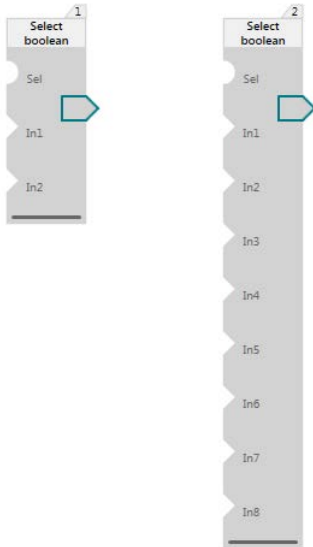 1
Select
boolean
Sel
In1
In2
2
Select
boolean
Sel
In1
In2
In3
In4
In5
In6
In7
In8